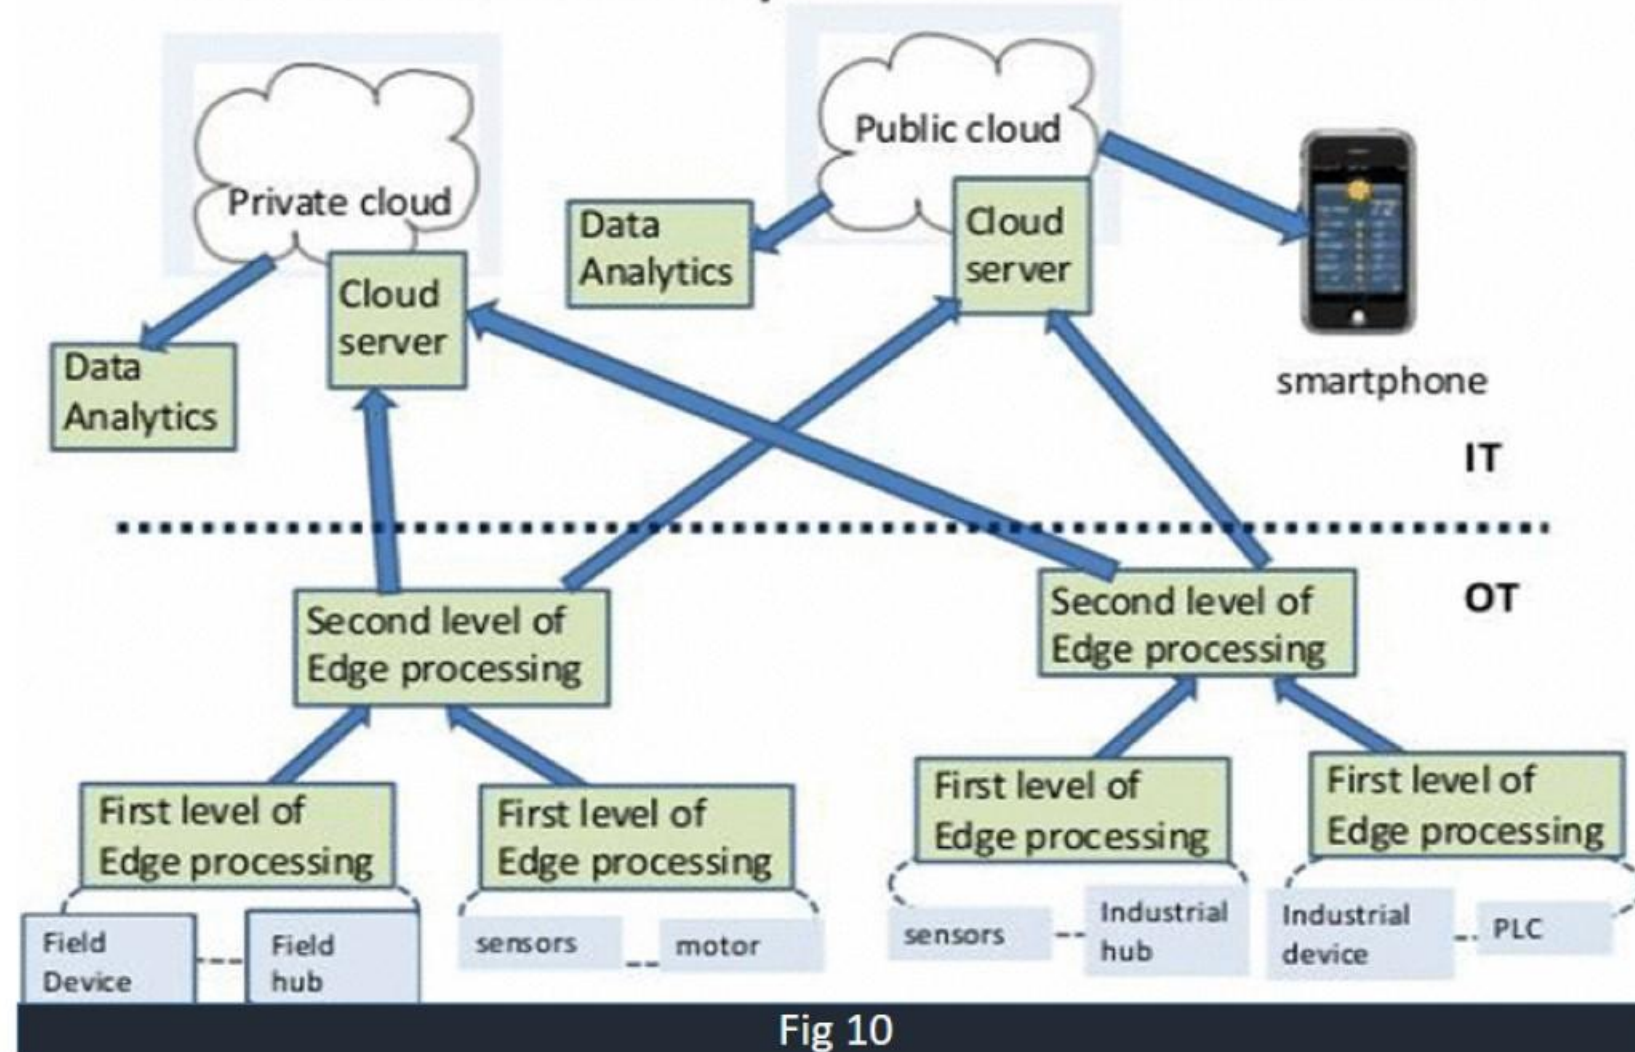 Public cloud
Private cloud
Data
Analytics
Cloud
server
Cloud
server
Data
Analytics
smartphone
IT
OT
Second level of
Edge processing
Second level of
Edge processing
First level of
Edge processing
First level of
Edge processing
First level of
Edge processing
First level of
Edge processing
Field
Device
Field
hub
sensors
motor
sensors
Industrial
hub
Industrial
device
PLC
Fig 10